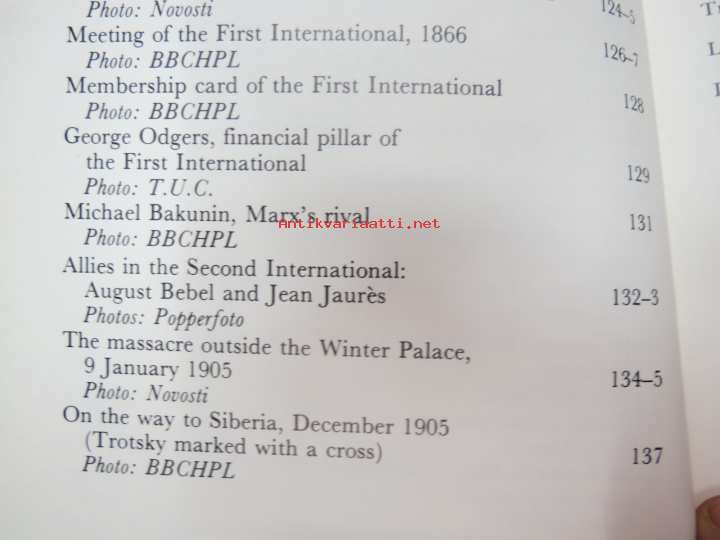 Photo: Novosti 124–5
Meeting of the First International, 1866
Photo: BBCHPL 126–7
Membership card of the First International
Photo: BBCHPL 128
George Odgers, financial pillar of
the First International 129
Photo: T.U.C.
Michael Bakunin, Marx's rival 131
Antikvariaatti.net
Photo: BBCHPL
Allies in the Second International:
August Bebel and Jean Jaurès 132–3
Photos: Popperfoto
The massacre outside the Winter Palace,
9 January 1905 134–5
Photo: Novosti
On the way to Siberia, December 1905
(Trotsky marked with a cross) 137
Photo: BBCHPL